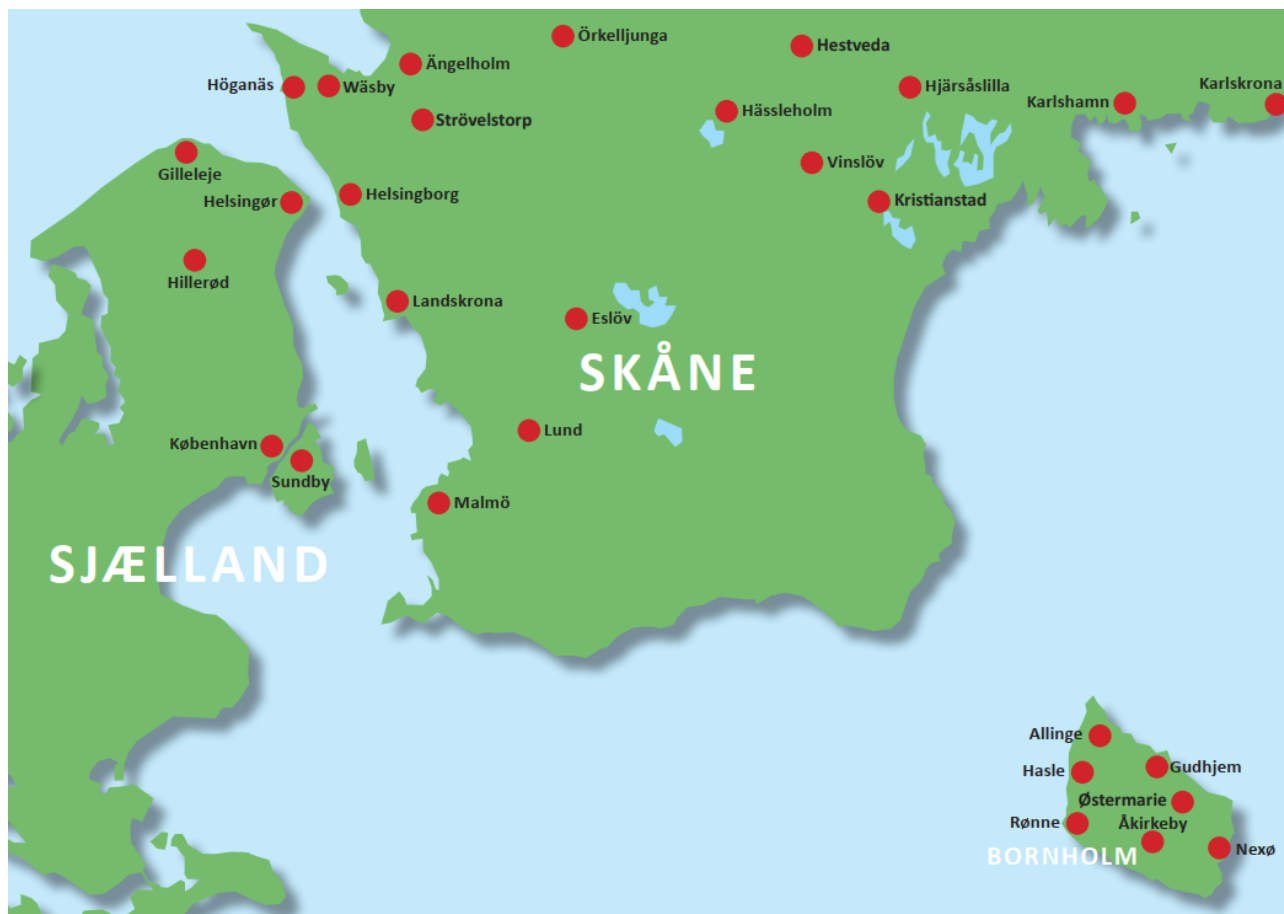 Örkelljunga
Hestveda
Ängelholm
Höganäs
Wäsby
Hjärsåslilla
Karlskrona
Karlshamn
Hässleholm
Strövelstorp
Vinslöv
Gilleleje
Helsingør
Helsingborg
Kristianstad
Hillerød
Landskrona
Eslöv
SKÅNE
København
Lund
Sundby
Malmö
SJÆLLAND
Allinge
Gudhjem
Hasle
Østermarie
Rønne
Åkirkeby
BORNHOLM
Nexø